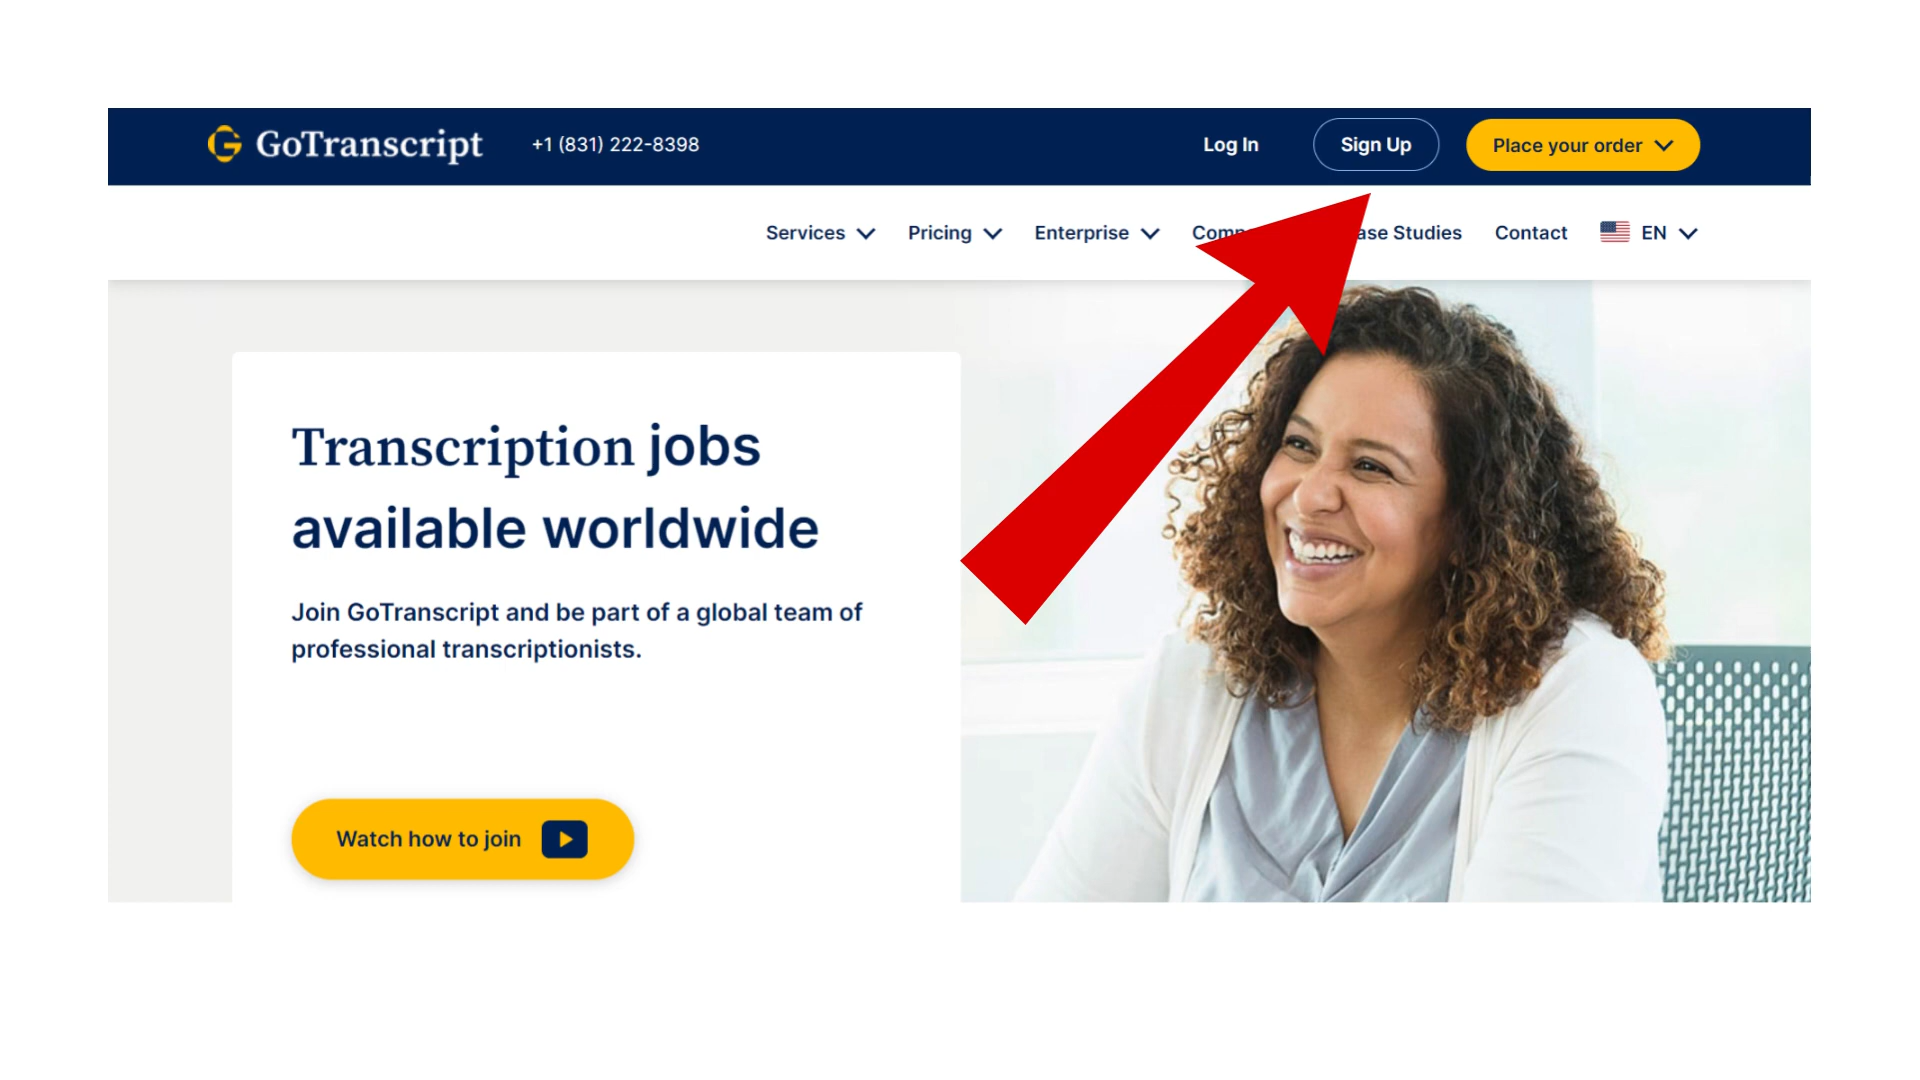 GoTranscript +1 (831) 222-8398 Log In Sign Up Place your order
Services Pricing Enterprise Case Studies Contact EN
Transcription jobs
available worldwide
Join GoTranscript and be part of a global team of
professional transcriptionists.
Watch how to join